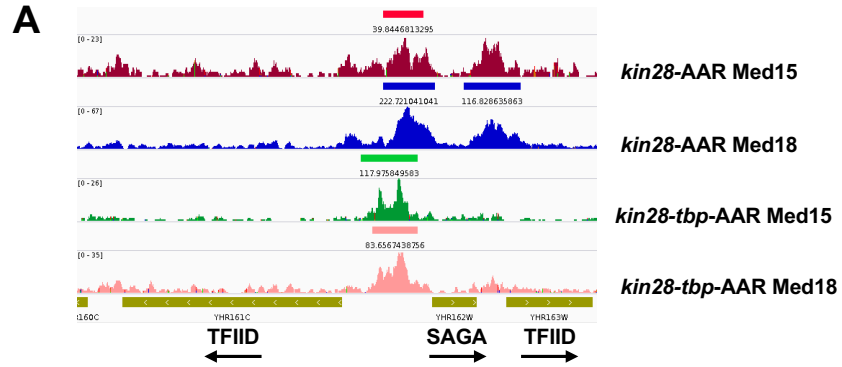 A
39.8446813295
[0 - 23]
kin28-AAR Med15
222.721041041 116.828635863
[0 - 67]
kin28-AAR Med18
117.975849583
[0 - 26]
kin28-tbp-AAR Med15
83.6567438756
[0 - 35]
kin28-tbp-AAR Med18
R160C YHR161C YHR162W YHR163W
TFIID SAGA TFIID